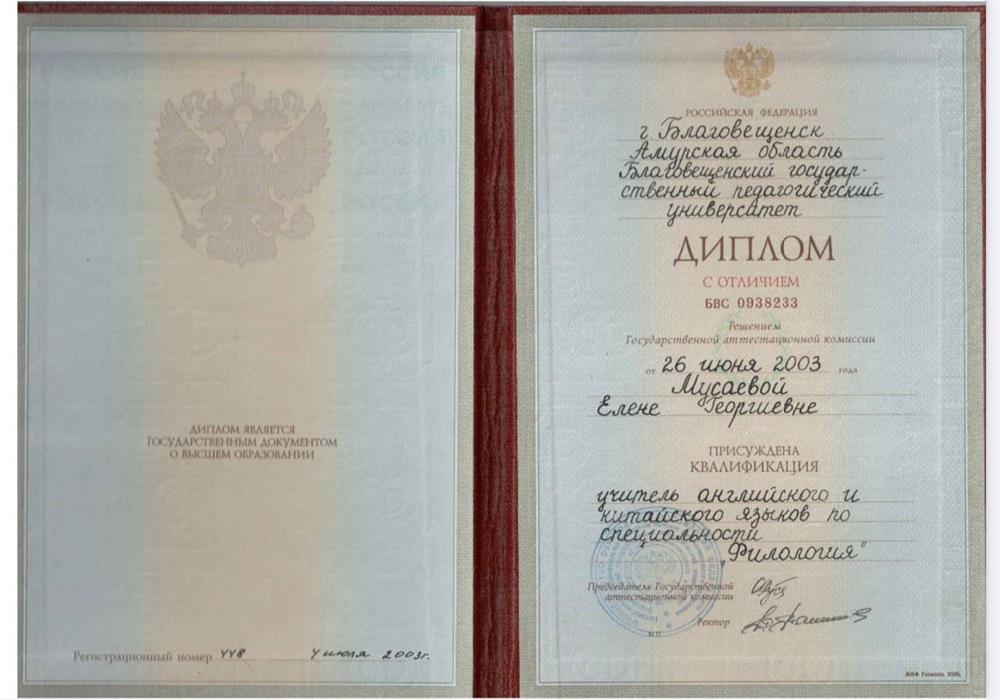 ДИПЛОМ ЯВЛЯЕТСЯ
ГОСУДАРСТВЕННЫМ ДОКУМЕНТОМ
О ВЫСШЕМ ОБРАЗОВАНИИ
Регистрационный номер 448 4 июля 2003г.
РОССИЙСКАЯ ФЕДЕРАЦИЯ
г. Благовещенск
Амурская область
Благовещенский государ-
ственный педагогический
университет
ДИПЛОМ
С ОТЛИЧИЕМ
БВС 0938233
Решением
Государственной аттестационной комиссии
от 26 июня 2003 года
Мусаевой
Елене Георгиевне
ПРИСУЖДЕНА
КВАЛИФИКАЦИЯ
учитель английского и
китайского языков по
специальности
"Филология"
Председатель Государственной
аттестационной комиссии
Ректор
М.П.